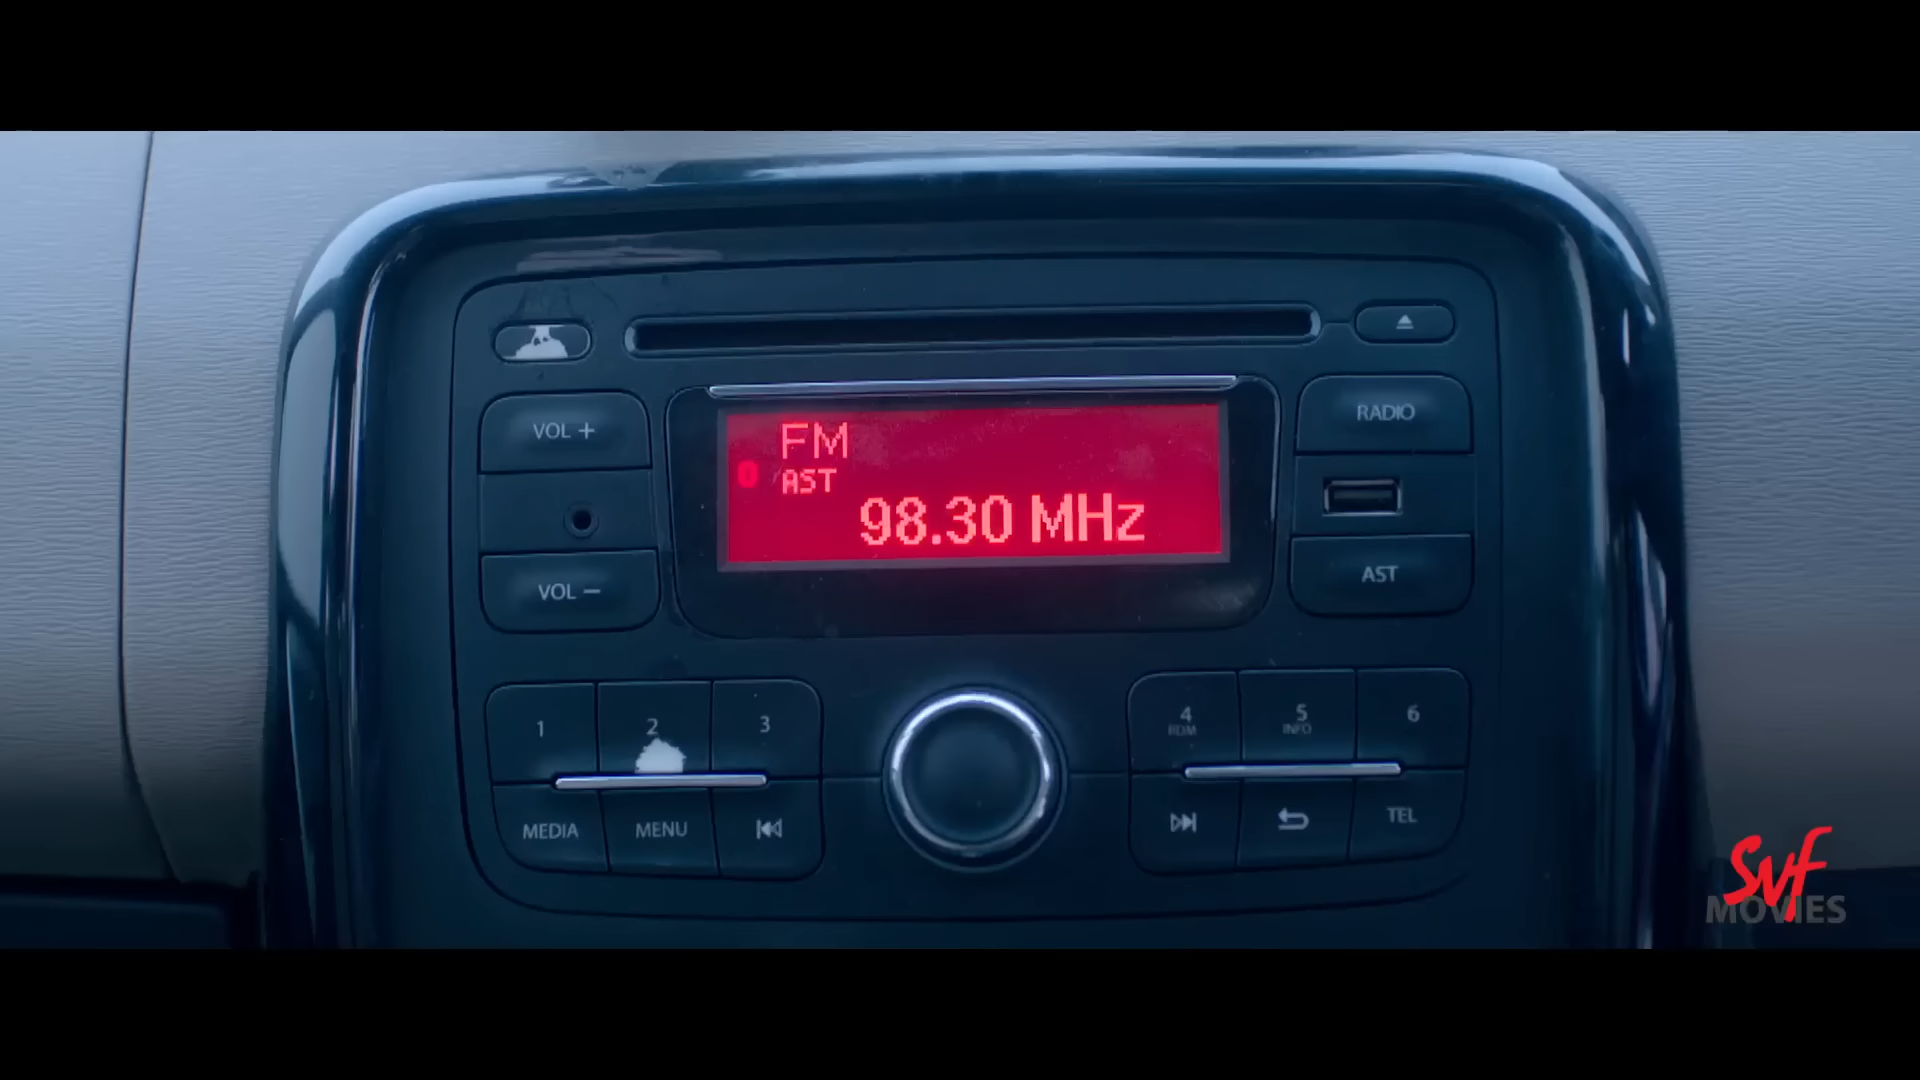 VOL +
FM
AST
98.30 MHz
RADIO
VOL −
AST
1
2
3
4
RDM
5
INFO
6
MEDIA
MENU
TEL
Svf
MOVIES